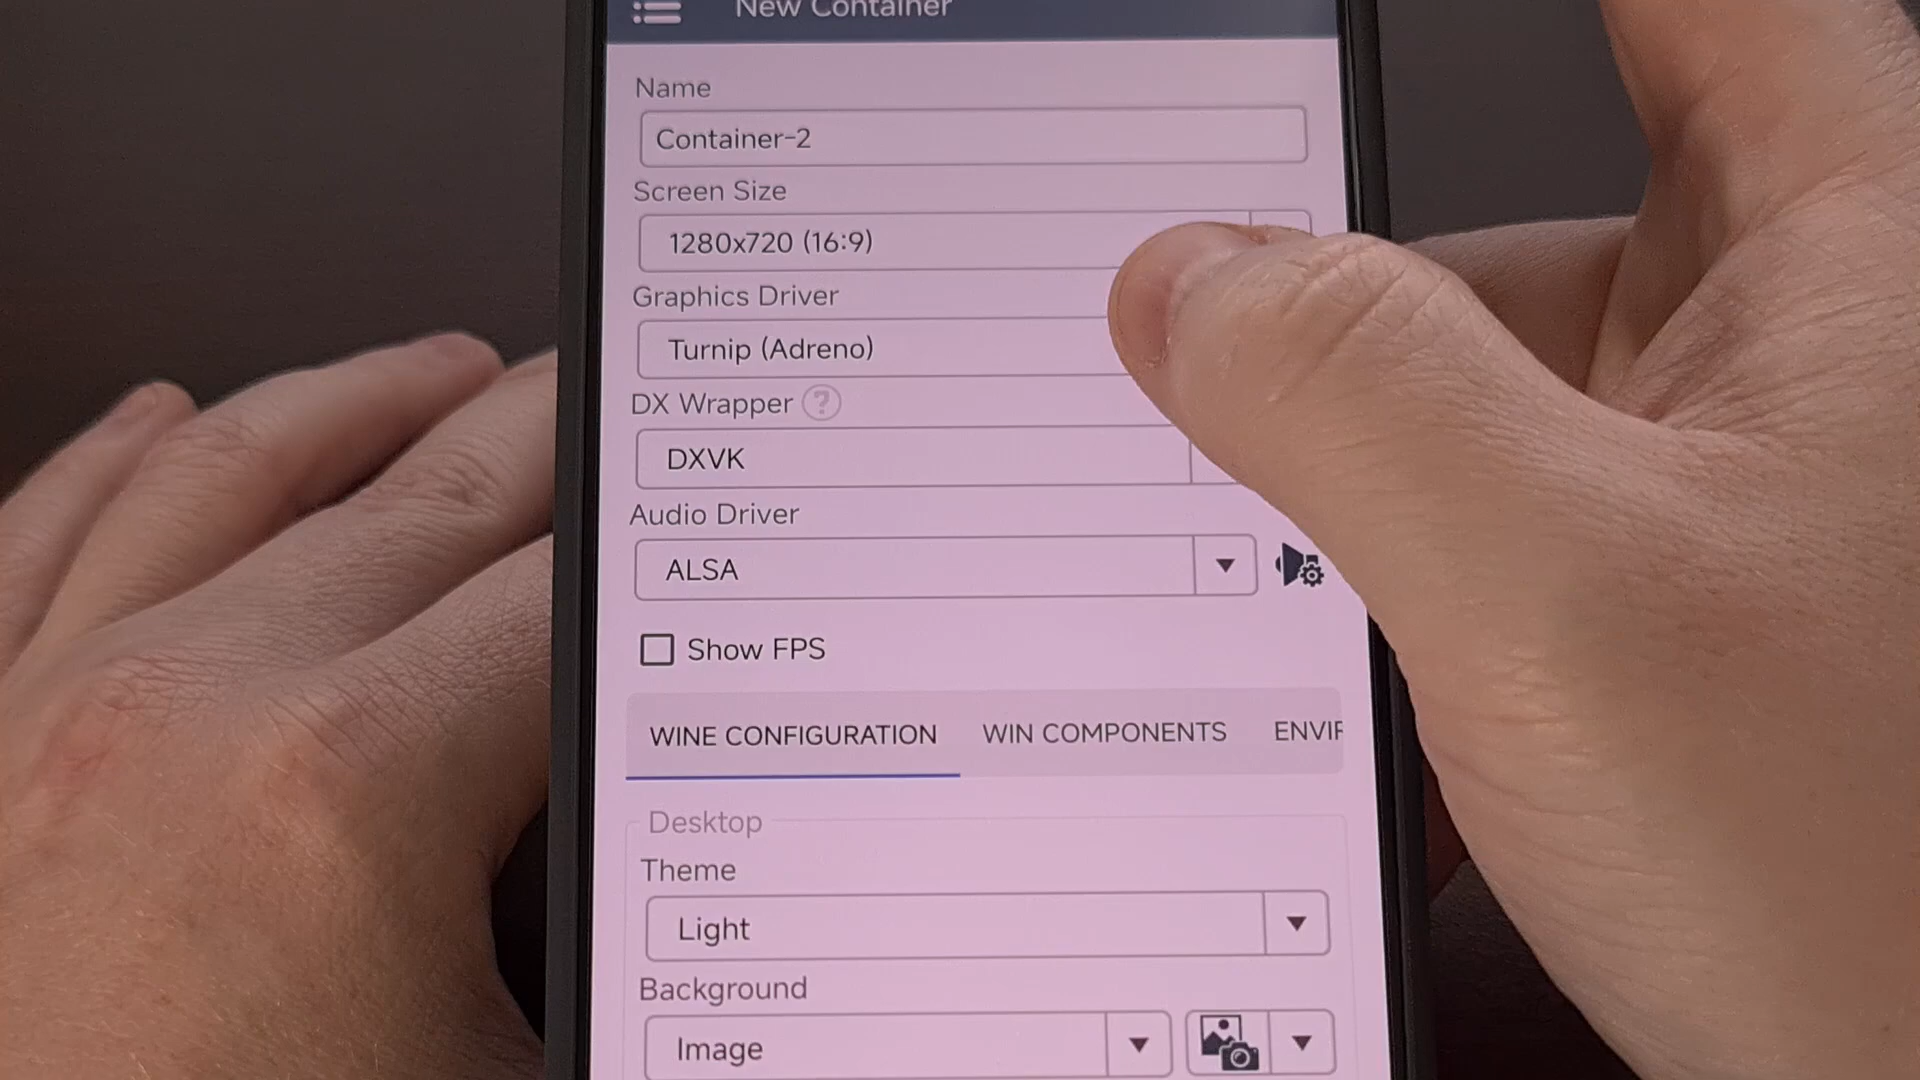 New Container
Name
Container-2
Screen Size
1280x720 (16:9)
Graphics Driver
Turnip (Adreno)
DX Wrapper ?
DXVK
Audio Driver
ALSA
Show FPS
WINE CONFIGURATION WIN COMPONENTS ENVIR
Desktop
Theme
Light
Background
Image